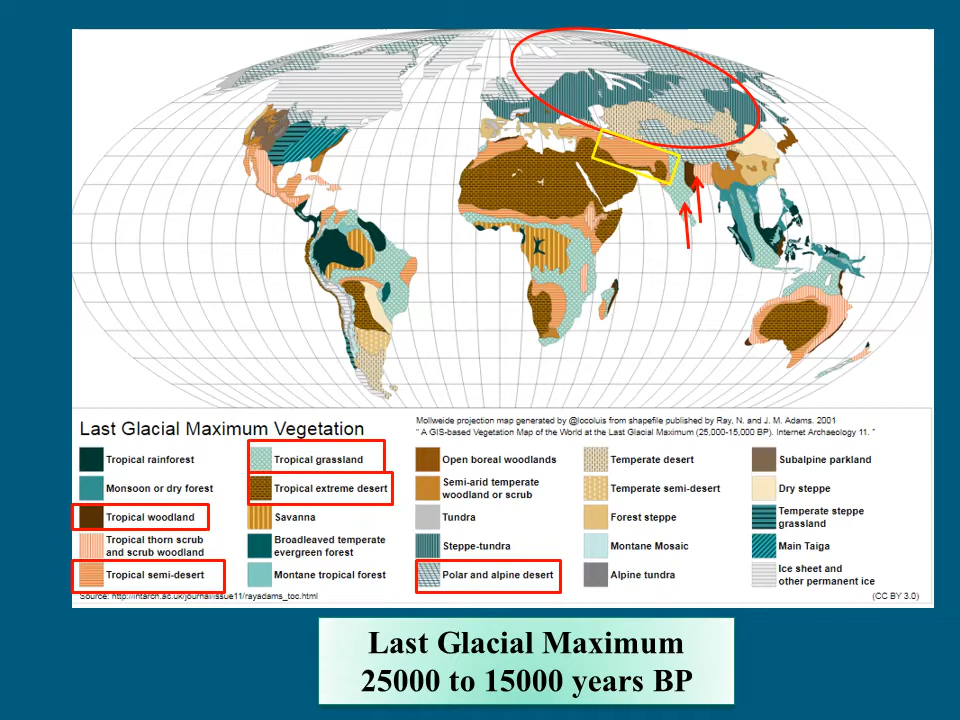 Last Glacial Maximum Vegetation
Mollweide projection map generated by @locoluis from shapefile published by Ray, N. and J. M. Adams. 2001
" A GIS-based Vegetation Map of the World at the Last Glacial Maximum (25,000-15,000 BP). Internet Archaeology 11. "
Tropical rainforest
Tropical grassland
Open boreal woodlands
Temperate desert
Subalpine parkland
Monsoon or dry forest
Tropical extreme desert
Semi-arid temperate
woodland or scrub
Temperate semi-desert
Dry steppe
Tropical woodland
Savanna
Tundra
Forest steppe
Temperate steppe
grassland
Tropical thorn scrub
and scrub woodland
Broadleaved temperate
evergreen forest
Steppe-tundra
Montane Mosaic
Main Taiga
Tropical semi-desert
Montane tropical forest
Polar and alpine desert
Alpine tundra
Ice sheet and
other permanent ice
Source: http://intarch.ac.uk/journal/issue11/rayadams_toc.html
(CC BY 3.0)
Last Glacial Maximum
25000 to 15000 years BP